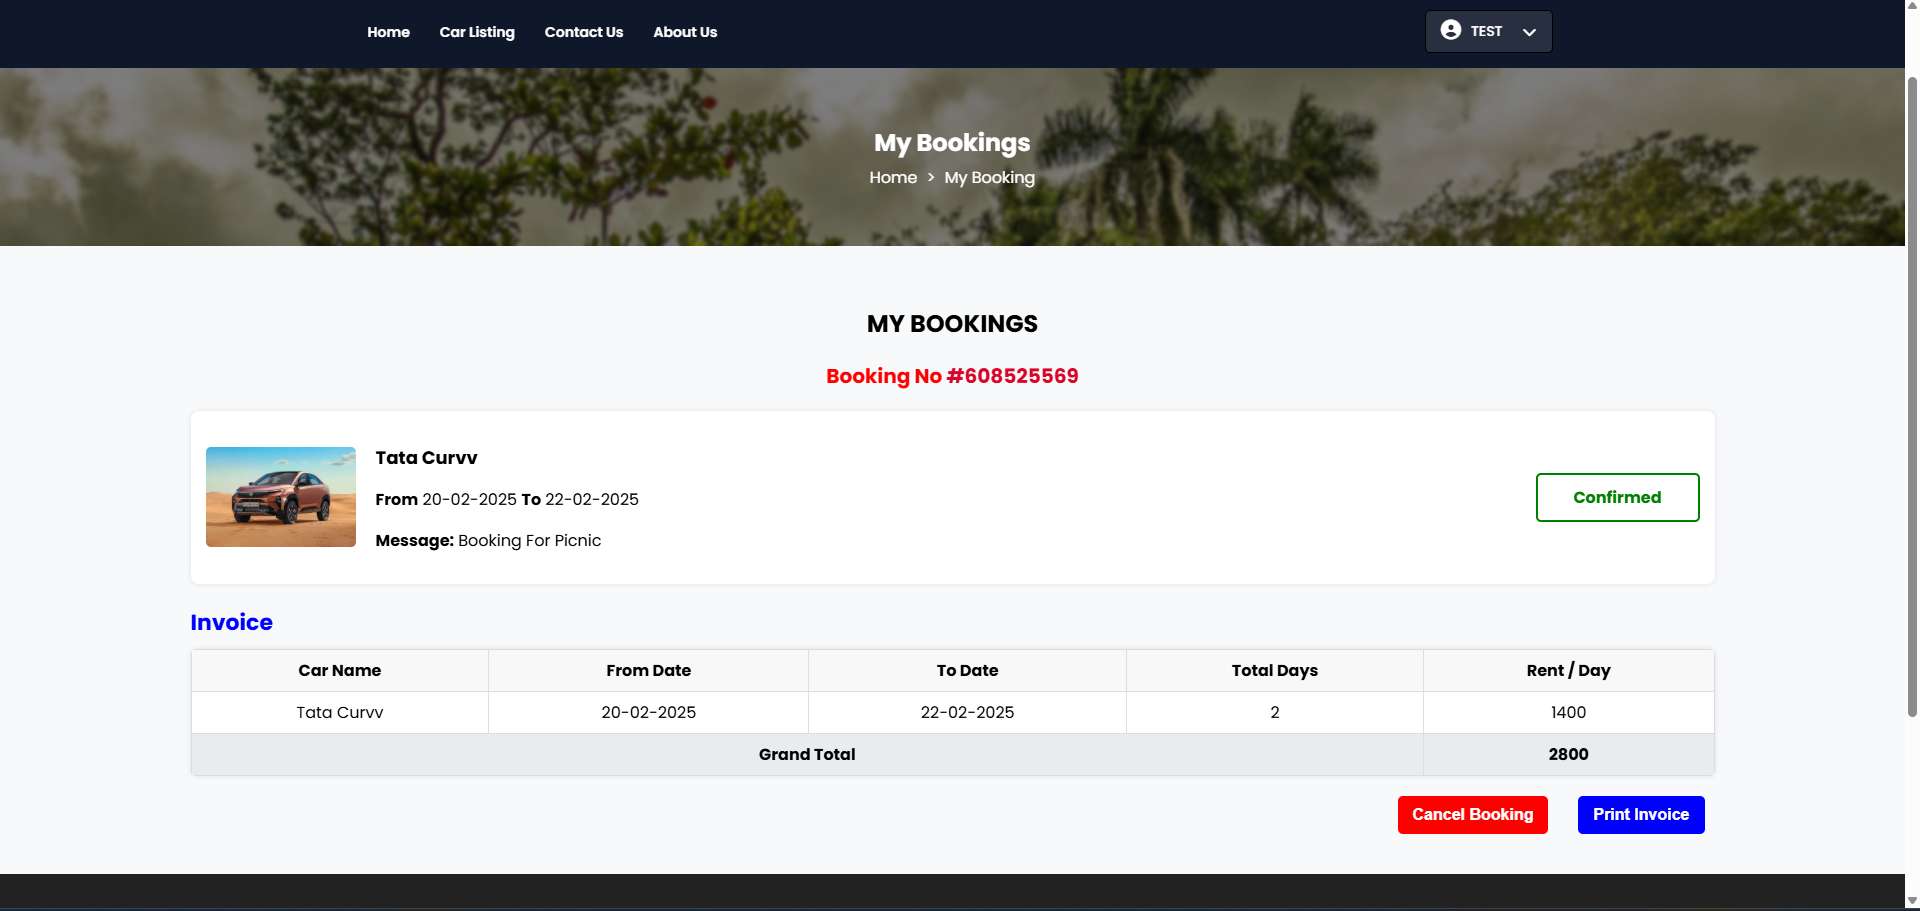 Home Car Listing Contact Us About Us TEST
My Bookings
Home > My Booking
MY BOOKINGS
Booking No #608525569
Tata Curvv
From 20-02-2025 To 22-02-2025
Message: Booking For Picnic
Confirmed
Invoice
Car Name From Date To Date Total Days Rent / Day
Tata Curvv 20-02-2025 22-02-2025 2 1400
Grand Total 2800
Cancel Booking Print Invoice